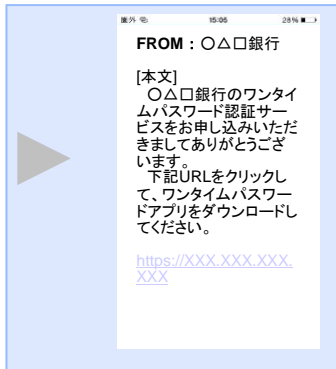 圏外
15:05
28%
FROM：〇△□銀行
[本文]
　〇△□銀行のワンタイ
ムパスワード認証サー
ビスをお申し込みいただ
きましてありがとうござ
います。
　下記URLをクリックし
て、ワンタイムパスワー
ドアプリをダウンロードし
てください。
https://XXX.XXX.XXX.
XXX